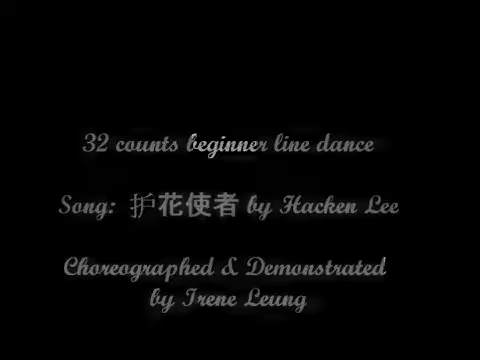 32 counts beginner line dance
Song: 护花使者 by Hacken Lee
Choreographed & Demonstrated
by Irene Leung